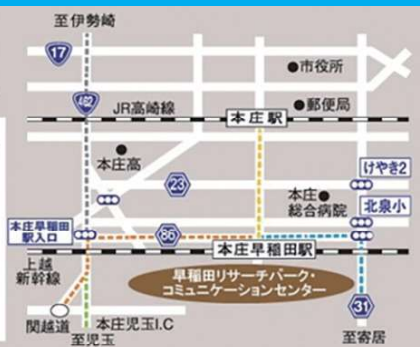 至伊勢崎
17
市役所
462
郵便局
JR高崎線
本庄駅
本庄高
けやき2
23
本庄
総合病院
北泉小
本庄早稲田
駅入口
86
本庄早稲田駅
上越
新幹線
早稲田リサーチパーク・
コミュニケーションセンター
31
関越道
本庄児玉I.C
至児玉
至寄居